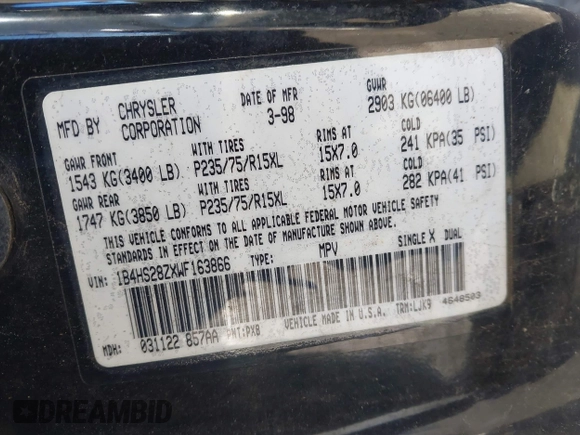 MFD BY CHRYSLER CORPORATION DATE OF MFR 3-98 GVWR 2903 KG(06400 LB)
GAWR FRONT WITH TIRES RIMS AT COLD
1543 KG(3400 LB) P235/75/R15XL 15X7.0 241 KPA(35 PSI)
GAWR REAR WITH TIRES RIMS AT COLD
1747 KG(3850 LB) P235/75/R15XL 15X7.0 282 KPA(41 PSI)
THIS VEHICLE CONFORMS TO ALL APPLICABLE FEDERAL MOTOR VEHICLE SAFETY
STANDARDS IN EFFECT ON THE DATE OF MANUFACTURE SHOWN ABOVE.
VIN: 1B4HS28ZXWF163866 TYPE: MPV SINGLE X DUAL
MDH: 031122 857AA PNT:PX8 VEHICLE MADE IN U.S.A. TRM:LJK9 4648503
DREAMBID